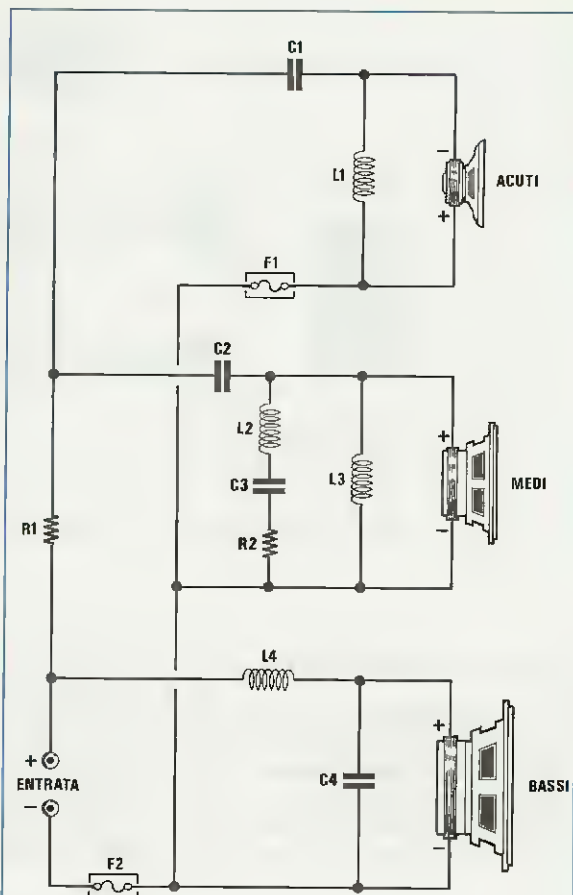 C1
L1
−
ACUTI
+
F1
C2
L2
C3
R2
L3
+
MEDI
−
R1
L4
+
ENTRATA
−
C4
+
BASSI
−
F2